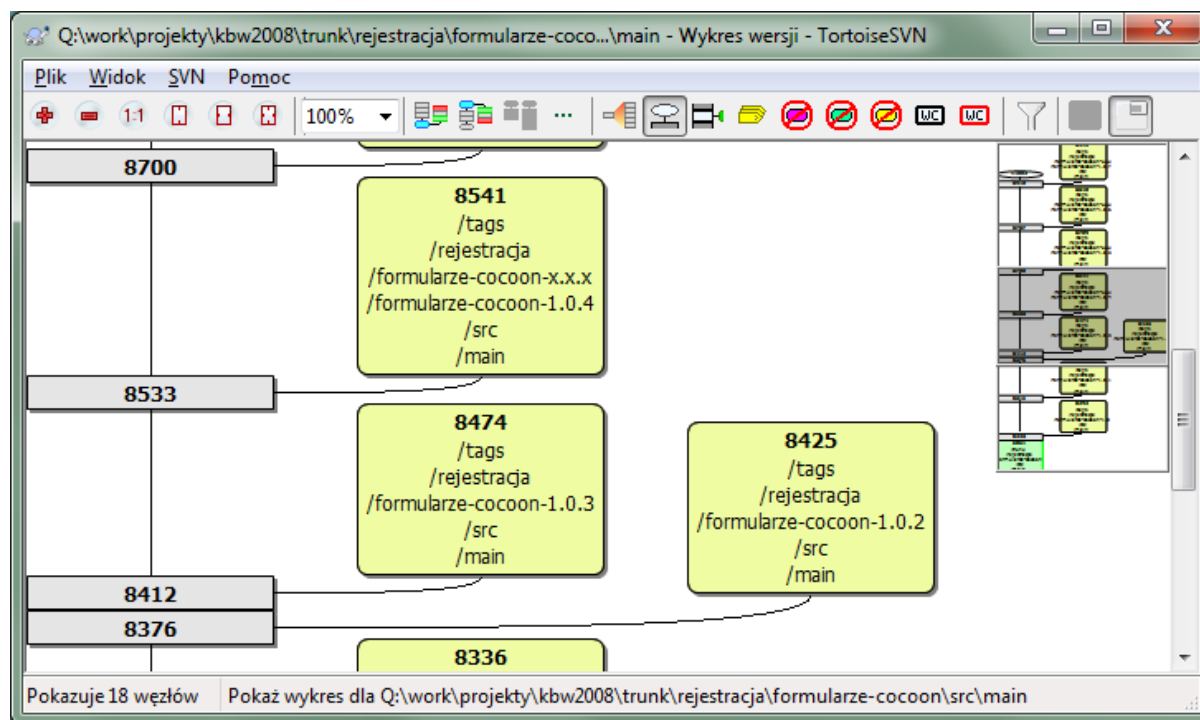 Q:\work\projekty\kbw2008\trunk\rejestracja\formularze-coco...\main - Wykres wersji - TortoiseSVN
Plik Widok SVN Pomoc
1:1 100% WC WC
8700
8541
/tags
/rejestracja
/formularze-cocoon-x.x.x
/formularze-cocoon-1.0.4
/src
/main
8533
8474
/tags
/rejestracja
/formularze-cocoon-1.0.3
/src
/main
8425
/tags
/rejestracja
/formularze-cocoon-1.0.2
/src
/main
8412
8376
8336
Pokazuje 18 węzłów Pokaż wykres dla Q:\work\projekty\kbw2008\trunk\rejestracja\formularze-cocoon\src\main